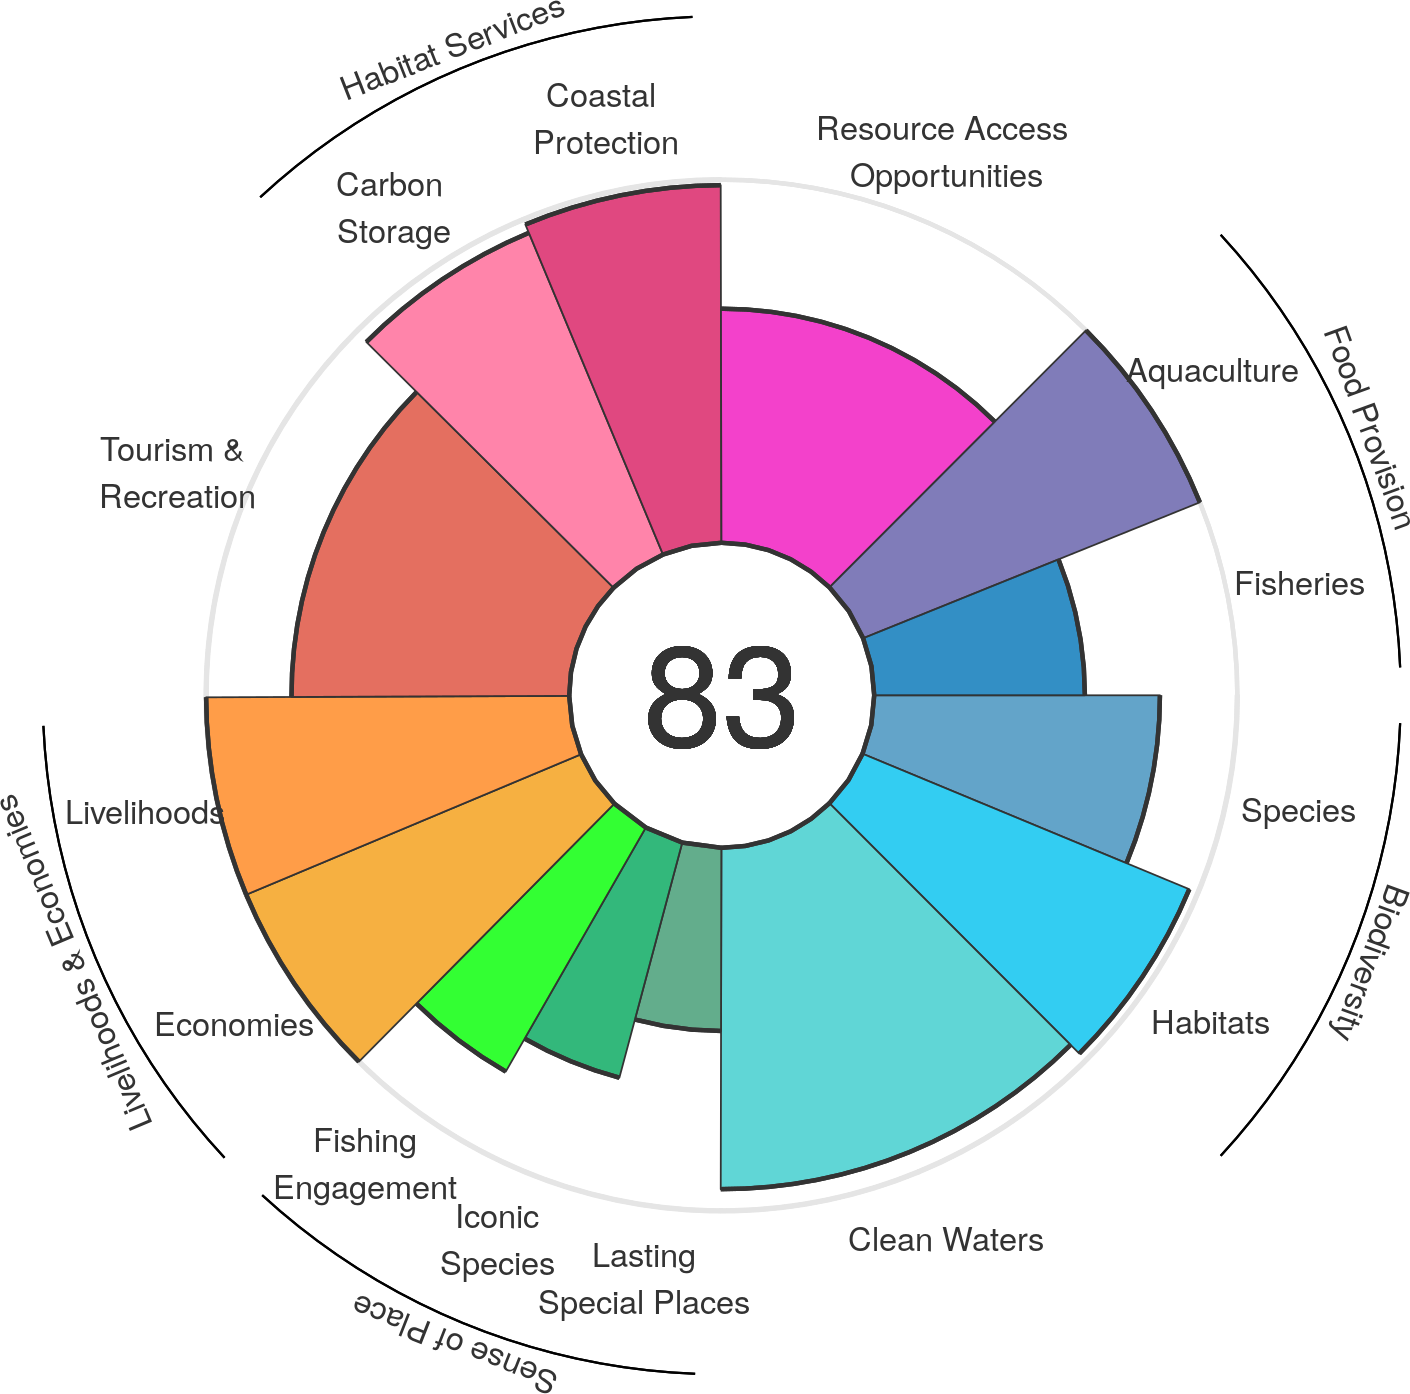 Habitat Services
Coastal
Protection
Resource Access
Opportunities
Carbon
Storage
Aquaculture
Food Provision
Tourism &
Recreation
Fisheries
83
Livelihoods
Species
Livelihoods & Economies
Biodiversity
Economies
Habitats
Fishing
Engagement
Iconic
Species
Lasting
Special Places
Clean Waters
Sense of Place